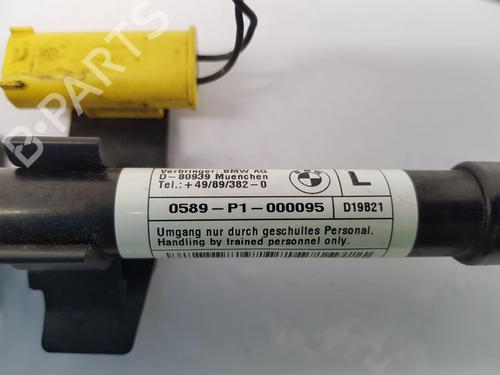 Verbringer: BMW AG
D-80939 Muenchen
Tel.: +49/89/382-0
L
0589-P1-000095
D19B21
Umgang nur durch geschultes Personal.
Handling by trained personnel only.
B-PARTS